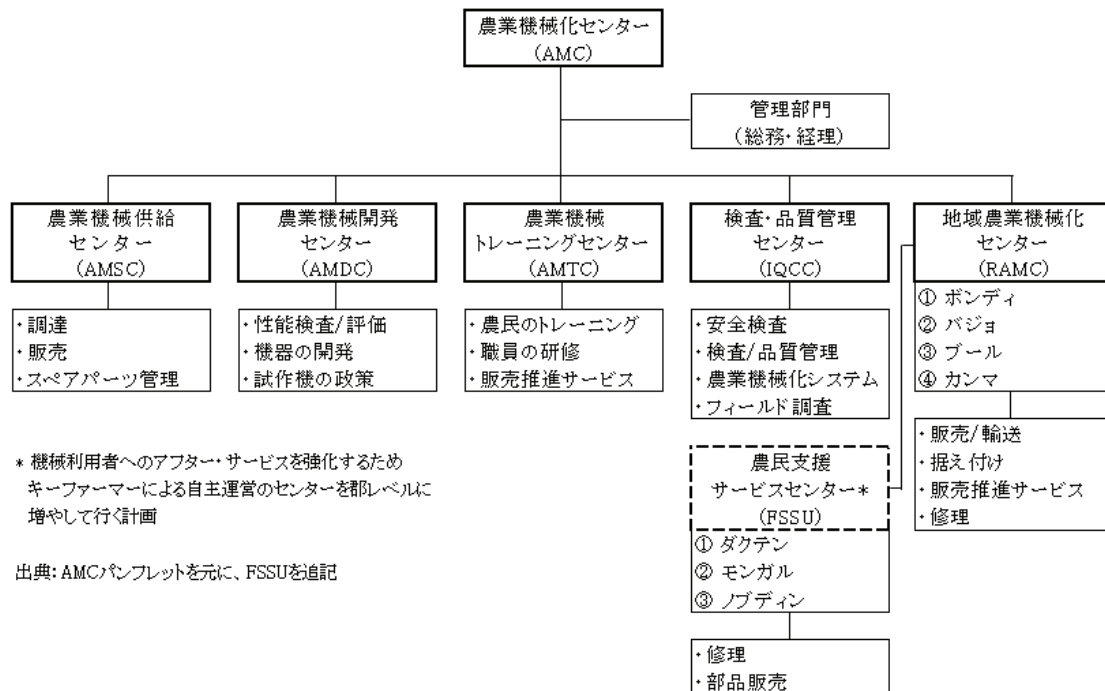 農業機械化センター
(AMC)
管理部門
(総務・経理)
農業機械供給
センター
(AMSC)
・調達
・販売
・スペアパーツ管理
農業機械開発
センター
(AMDC)
・性能検査/評価
・機器の開発
・試作機の政策
農業機械
トレーニングセンター
(AMTC)
・農民のトレーニング
・職員の研修
・販売推進サービス
検査・品質管理
センター
(IQCC)
・安全検査
・検査/品質管理
・農業機械化システム
・フィールド調査
地域農業機械化
センター
(RAMC)
① ボンディ
② バジョ
③ ブール
④ カンマ
・販売/輸送
・据え付け
・販売推進サービス
・修理
農民支援
サービスセンター*
(FSSU)
① ダクテン
② モンガル
③ ノブディン
・修理
・部品販売
* 機械利用者へのアフター・サービスを強化するため
キーファーマーによる自主運営のセンターを郡レベルに
増やして行く計画
出典: AMCパンフレットを元に、FSSUを追記